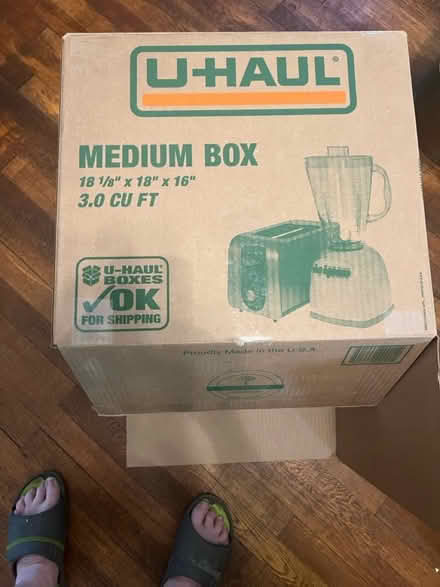 U-HAUL®
MEDIUM BOX
18 1/8" x 18" x 16"
3.0 CU FT
U-HAUL®
BOXES
OK
FOR SHIPPING
Proudly Made in the U.S.A.